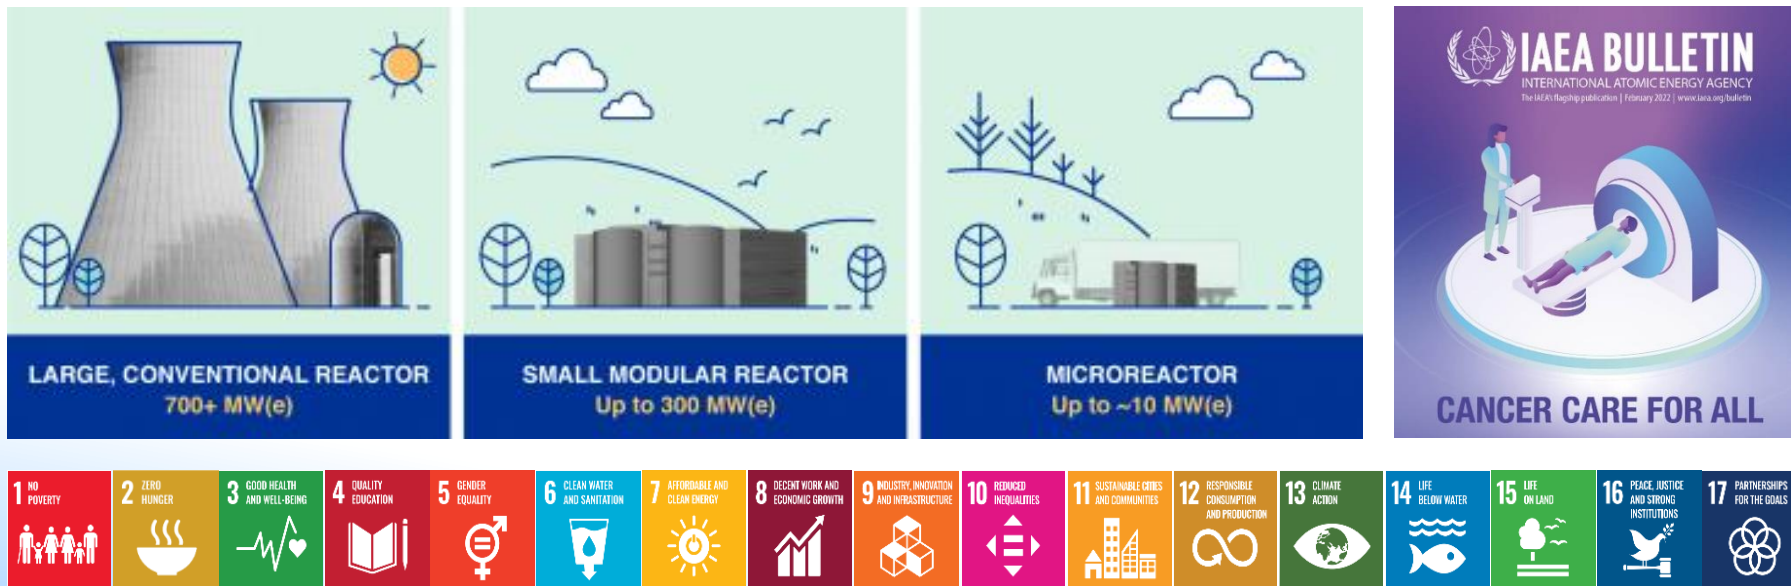 LARGE, CONVENTIONAL REACTOR
700+ MW(e)
SMALL MODULAR REACTOR
Up to 300 MW(e)
MICROREACTOR
Up to ~10 MW(e)
IAEA BULLETIN
INTERNATIONAL ATOMIC ENERGY AGENCY
The IAEA's flagship publication | February 2022 | www.iaea.org/bulletin
CANCER CARE FOR ALL
1 NO
POVERTY
2 ZERO
HUNGER
3 GOOD HEALTH
AND WELL-BEING
4 QUALITY
EDUCATION
5 GENDER
EQUALITY
6 CLEAN WATER
AND SANITATION
7 AFFORDABLE AND
CLEAN ENERGY
8 DECENT WORK AND
ECONOMIC GROWTH
9 INDUSTRY, INNOVATION
AND INFRASTRUCTURE
10 REDUCED
INEQUALITIES
11 SUSTAINABLE CITIES
AND COMMUNITIES
12 RESPONSIBLE
CONSUMPTION
AND PRODUCTION
13 CLIMATE
ACTION
14 LIFE
BELOW WATER
15 LIFE
ON LAND
16 PEACE, JUSTICE
AND STRONG
INSTITUTIONS
17 PARTNERSHIPS
FOR THE GOALS